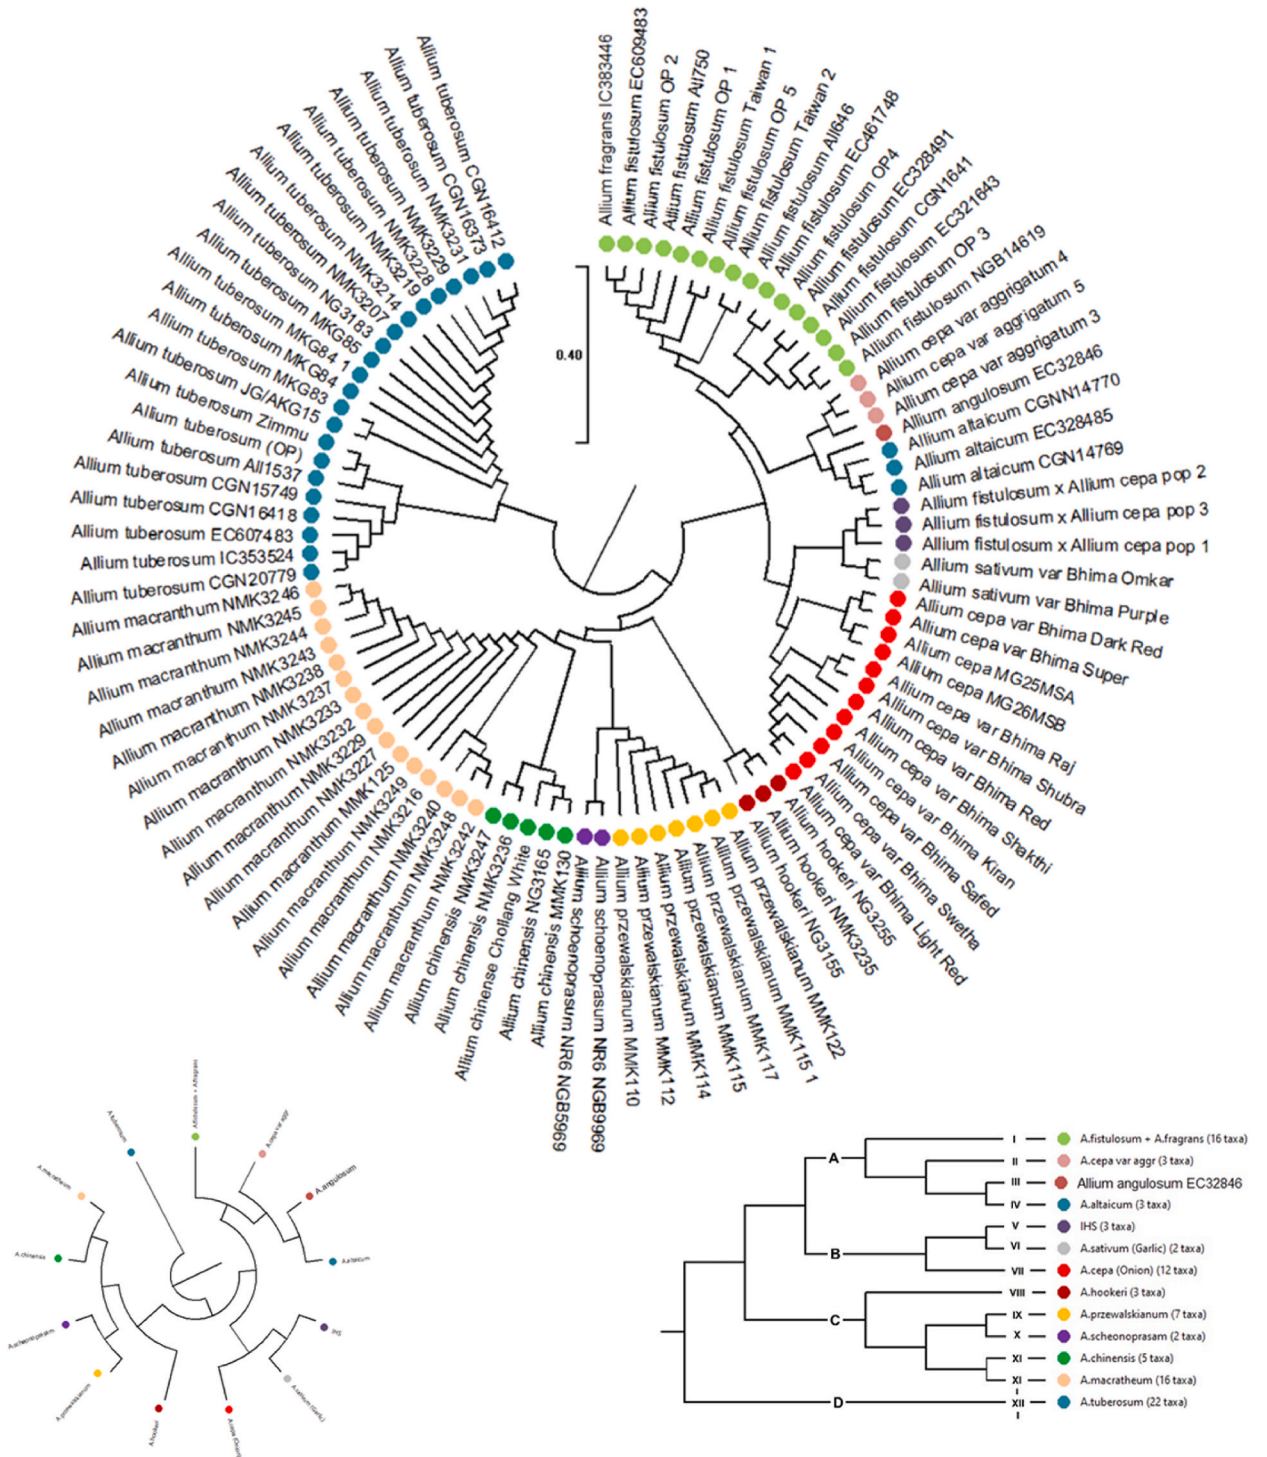 Allium fragrans IC383446
Allium fistulosum EC609483
Allium fistulosum OP 2
Allium fistulosum All750
Allium fistulosum OP 1
Allium fistulosum Taiwan 1
Allium fistulosum OP 5
Allium fistulosum Taiwan 2
Allium fistulosum All646
Allium fistulosum EC461748
Allium fistulosum OP4
Allium fistulosum EC328491
Allium fistulosum CGN1641
Allium fistulosum EC321643
Allium fistulosum OP 3
Allium fistulosum NGB14619
Allium cepa var aggrigatum 4
Allium cepa var aggrigatum 5
Allium cepa var aggrigatum 3
Allium angulosum EC32846
Allium altaicum CGNN14770
Allium altaicum EC328485
Allium altaicum CGN14769
Allium fistulosum x Allium cepa pop 2
Allium fistulosum x Allium cepa pop 3
Allium fistulosum x Allium cepa pop 1
Allium sativum var Bhima Omkar
Allium sativum var Bhima Purple
Allium cepa var Bhima Dark Red
Allium cepa var Bhima Super
Allium cepa MG25MSA
Allium cepa MG26MSB
Allium cepa var Bhima Raj
Allium cepa var Bhima Shubra
Allium cepa var Bhima Red
Allium cepa var Bhima Shakthi
Allium cepa var Bhima Kiran
Allium cepa var Bhima Safed
Allium cepa var Bhima Swetha
Allium cepa var Bhima Light Red
Allium hookeri NG3255
Allium hookeri NMK3235
Allium hookeri NG3155
Allium przewalskianum MMK122
Allium przewalskianum MMK115 1
Allium przewalskianum MMK117
Allium przewalskianum MMK115
Allium przewalskianum MMK114
Allium przewalskianum MMK112
Allium przewalskianum MMK110
Allium schoenoprasum NR6 NGB9969
Allium schoenoprasum NR6 NGB5969
Allium chinensis MMK130
Allium chinensis NG3165
Allium chinense Chollang White
Allium chinensis NMK3236
Allium chinensis NMK3247
Allium macranthum NMK3242
Allium macranthum NMK3248
Allium macranthum NMK3240
Allium macranthum NMK3216
Allium macranthum NMK3249
Allium macranthum MMK125
Allium macranthum NMK3227
Allium macranthum NMK3229
Allium macranthum NMK3232
Allium macranthum NMK3233
Allium macranthum NMK3237
Allium macranthum NMK3238
Allium macranthum NMK3243
Allium macranthum NMK3244
Allium macranthum NMK3245
Allium macranthum NMK3246
Allium tuberosum CGN20779
Allium tuberosum IC353524
Allium tuberosum EC607483
Allium tuberosum CGN16418
Allium tuberosum CGN15749
Allium tuberosum All1537
Allium tuberosum (OP)
Allium tuberosum Zimmu
Allium tuberosum JG/AKG15
Allium tuberosum MKG83
Allium tuberosum MKG84
Allium tuberosum MKG84 1
Allium tuberosum MKG85
Allium tuberosum NG3183
Allium tuberosum NMK3207
Allium tuberosum NMK3214
Allium tuberosum NMK3219
Allium tuberosum NMK3228
Allium tuberosum NMK3229
Allium tuberosum NMK3231
Allium tuberosum CGN16373
Allium tuberosum CGN16412
0.40
A.fistulosum + A.fragrans
A.cepa var aggr
A.angulosum
A.altaicum
IHS
A.sativum (Garlic)
A.cepa (Onion)
A.hookeri
A.przewalskianum
A.scheonoprasam
A.chinensis
A.macratheum
A.tuberosum
A
B
C
D
I A.fistulosum + A.fragrans (16 taxa)
II A.cepa var aggr (3 taxa)
III Allium angulosum EC32846
IV A.altaicum (3 taxa)
V IHS (3 taxa)
VI A.sativum (Garlic) (2 taxa)
VII A.cepa (Onion) (12 taxa)
VIII A.hookeri (3 taxa)
IX A.przewalskianum (7 taxa)
X A.scheonoprasam (2 taxa)
XI A.chinensis (5 taxa)
XI A.macratheum (16 taxa)
I
XII A.tuberosum (22 taxa)
I